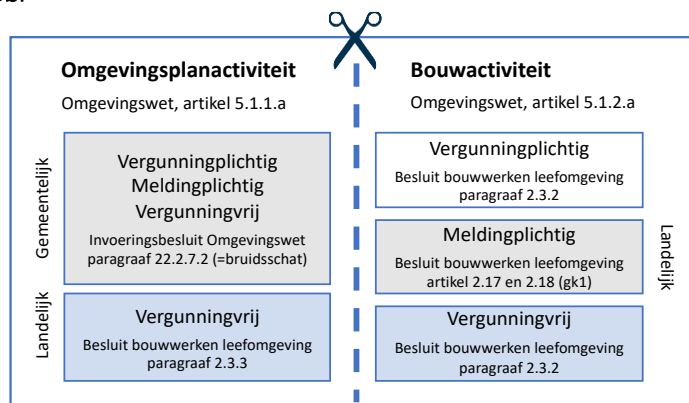 Omgevingsplanactiviteit
Omgevingswet, artikel 5.1.1.a
Gemeentelijk
Vergunningplichtig
Meldingplichtig
Vergunningvrij
Invoeringsbesluit Omgevingswet
paragraaf 22.2.7.2 (=bruidsschat)
Landelijk
Vergunningvrij
Besluit bouwwerken leefomgeving
paragraaf 2.3.3
Bouwactiviteit
Omgevingswet, artikel 5.1.2.a
Vergunningplichtig
Besluit bouwwerken leefomgeving
paragraaf 2.3.2
Meldingplichtig
Besluit bouwwerken leefomgeving
artikel 2.17 en 2.18 (gk1)
Vergunningvrij
Besluit bouwwerken leefomgeving
paragraaf 2.3.2
Landelijk